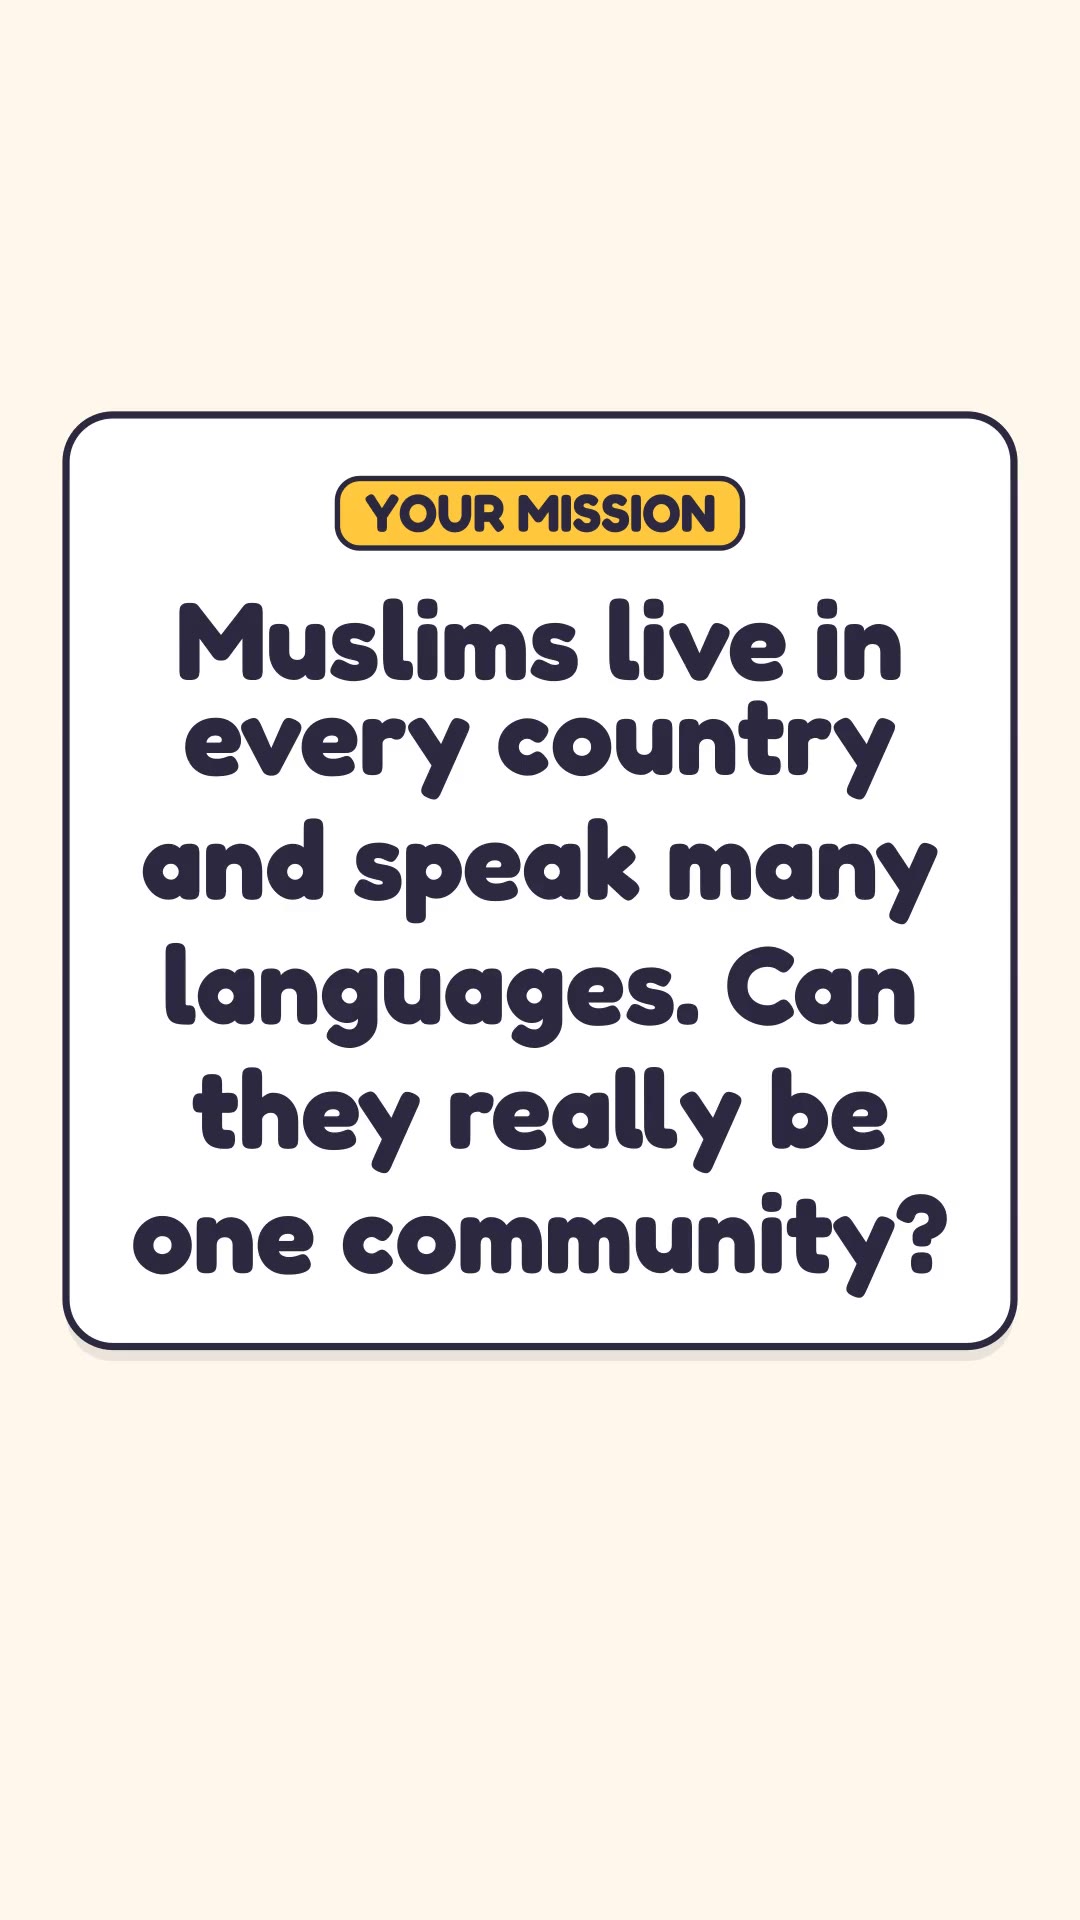 YOUR MISSION
Muslims live in
every country
and speak many
languages. Can
they really be
one community?